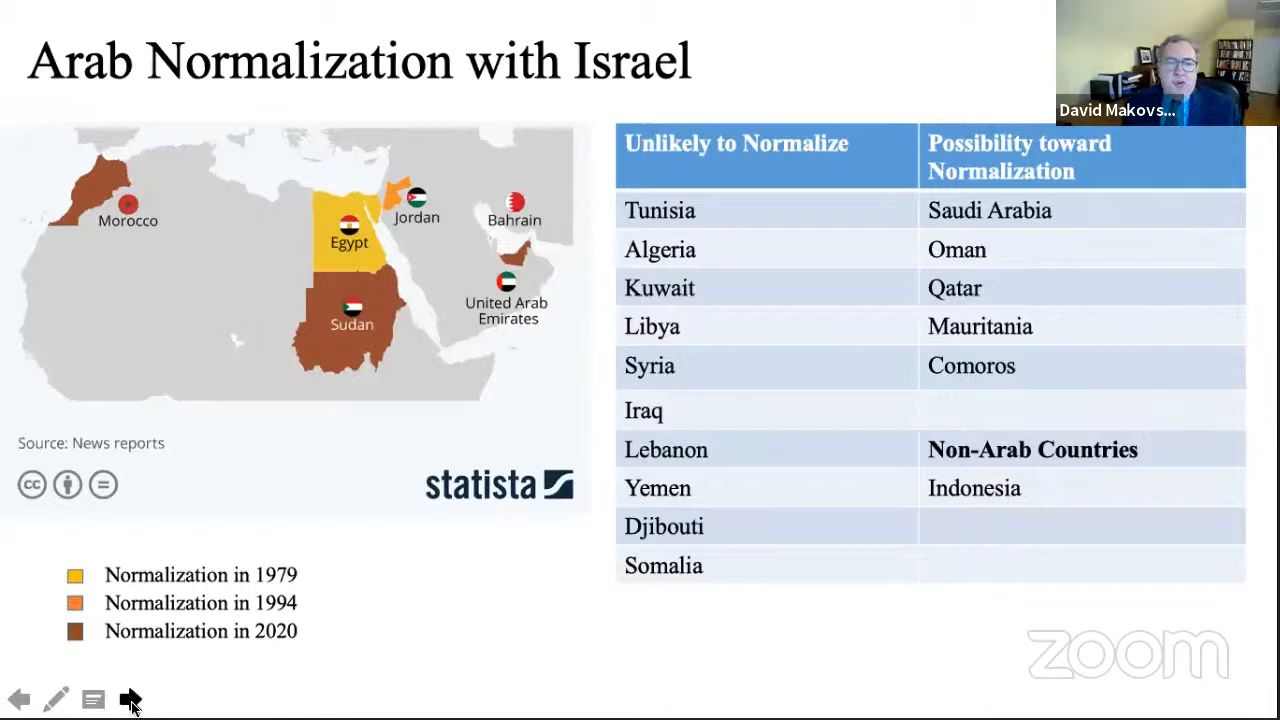 Arab Normalization with Israel
David Makovs...
Morocco
Jordan
Bahrain
Egypt
United Arab
Emirates
Sudan
Source: News reports
cc
statista
Normalization in 1979
Normalization in 1994
Normalization in 2020
Unlikely to Normalize
Possibility toward
Normalization
Tunisia
Saudi Arabia
Algeria
Oman
Kuwait
Qatar
Libya
Mauritania
Syria
Comoros
Iraq
Lebanon
Non-Arab Countries
Yemen
Indonesia
Djibouti
Somalia
zoom